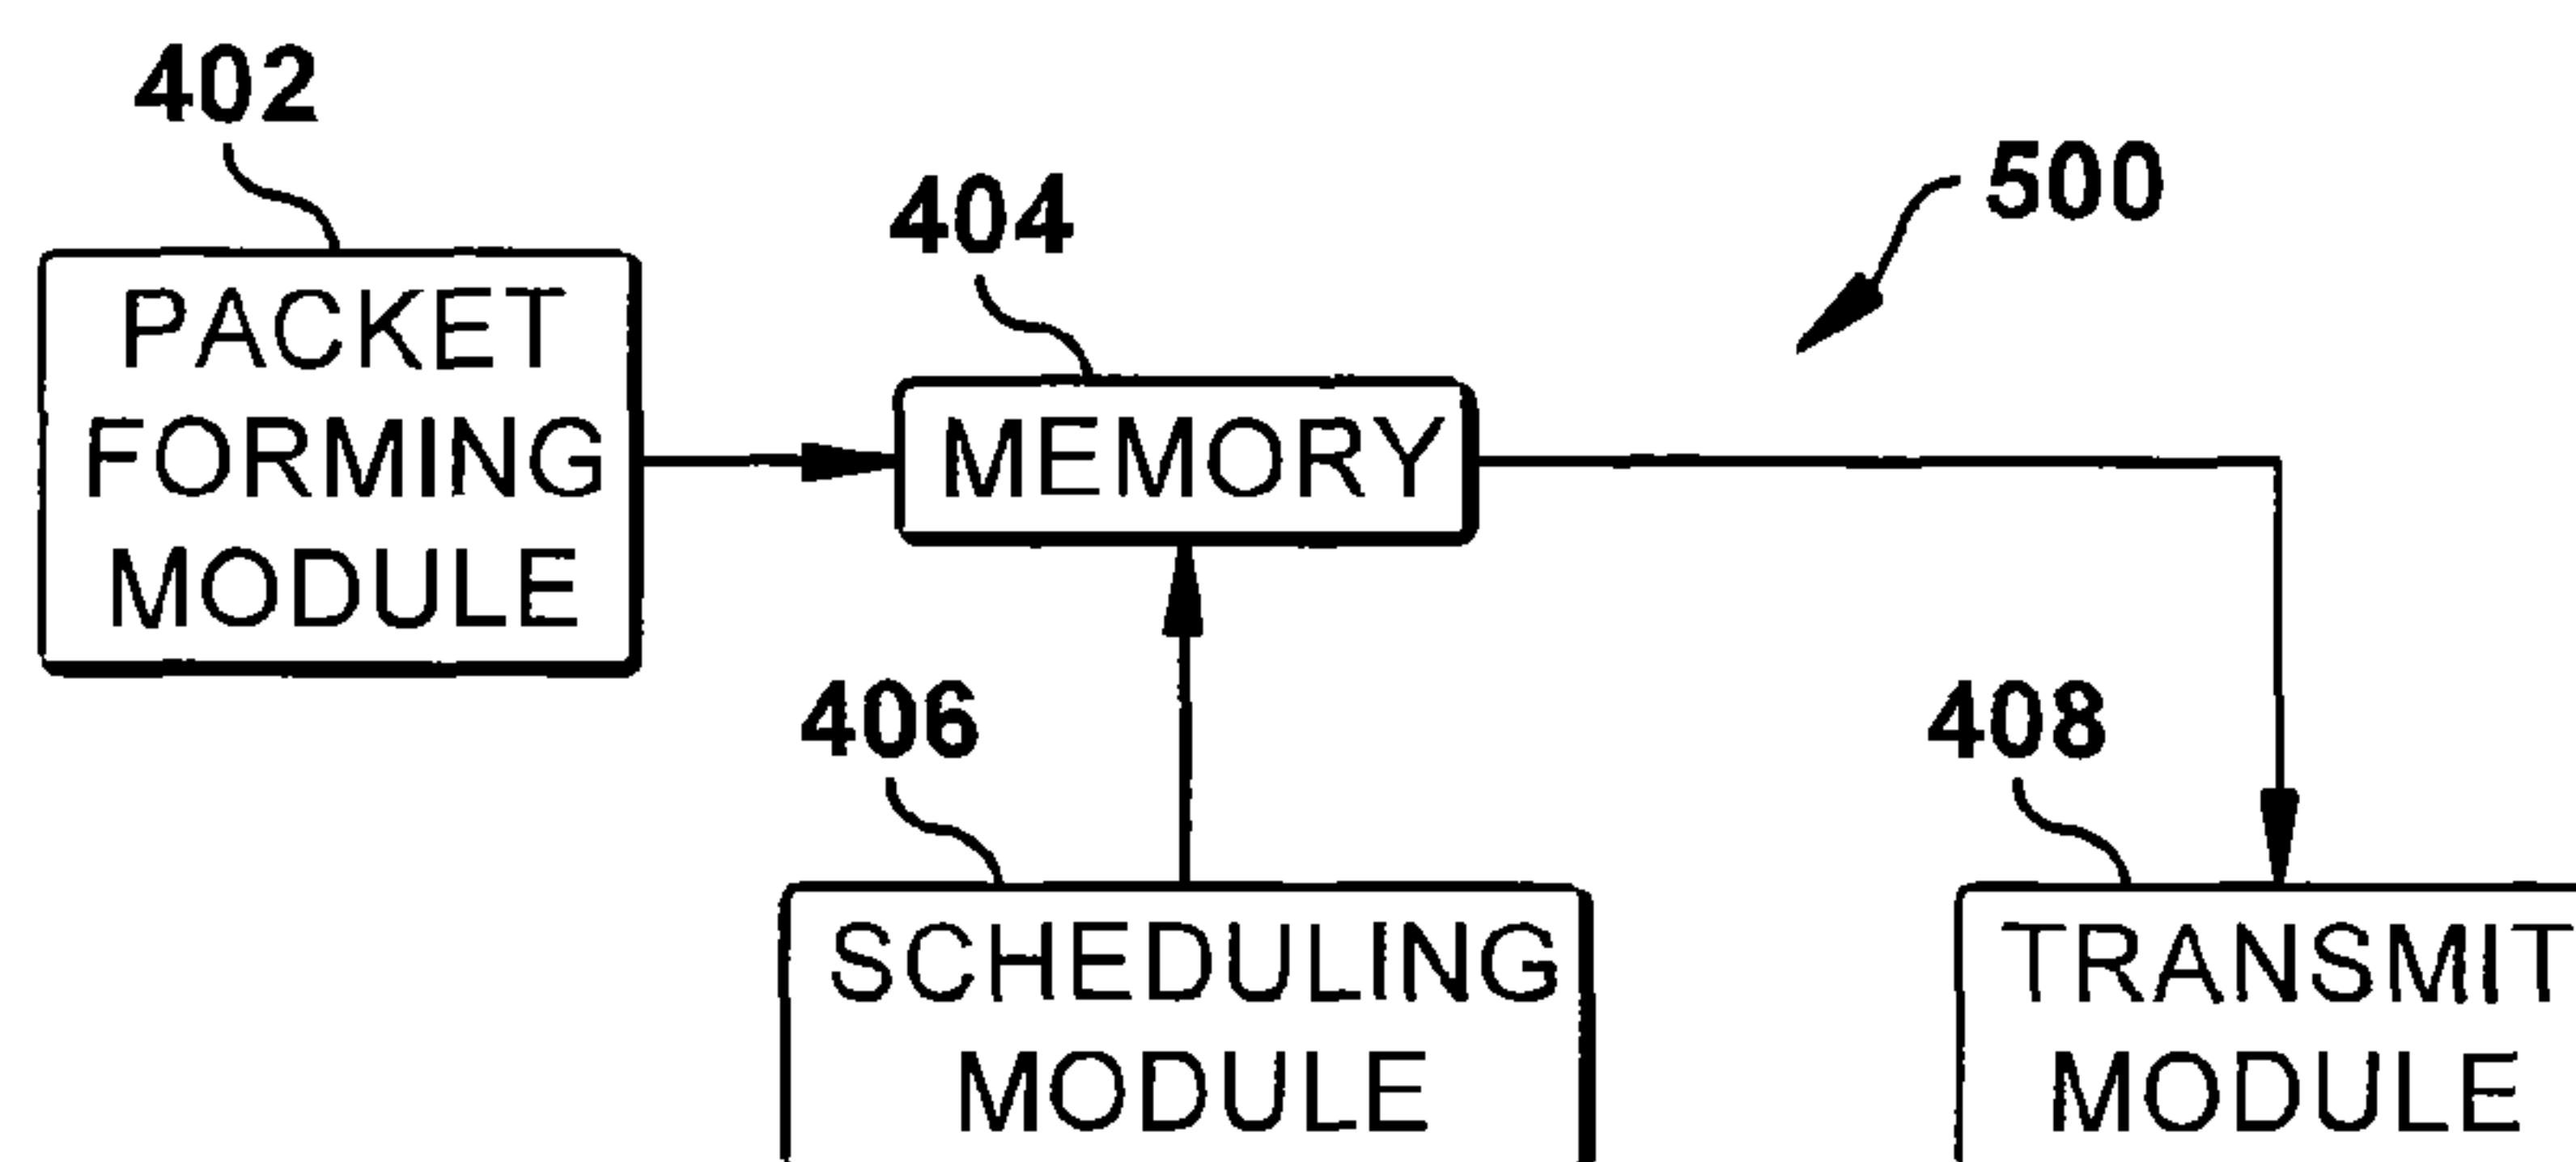 402
404
500
PACKET
FORMING
MODULE
MEMORY
406
408
SCHEDULING
MODULE
TRANSMIT
MODULE